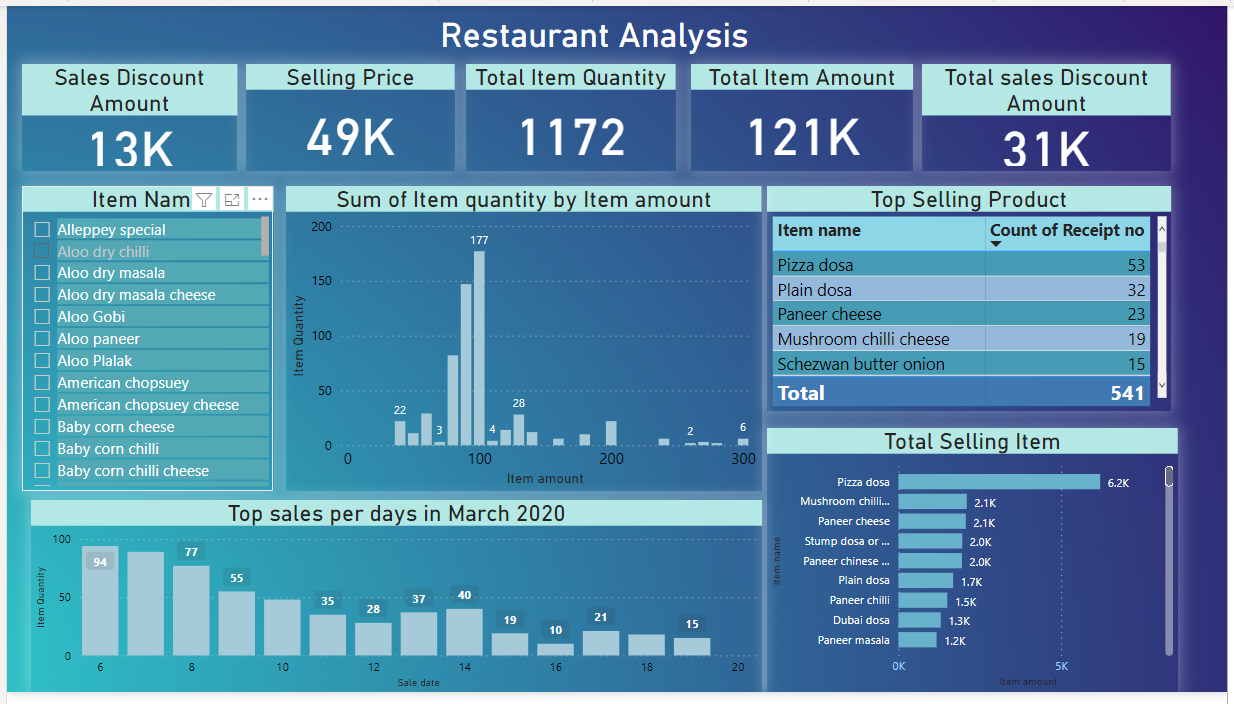 Restaurant Analysis
Sales Discount
Amount
13K
Selling Price
49K
Total Item Quantity
1172
Total Item Amount
121K
Total sales Discount
Amount
31K
Item Nam
Alleppey special
Aloo dry chilli
Aloo dry masala
Aloo dry masala cheese
Aloo Gobi
Aloo paneer
Aloo Plalak
American chopsuey
American chopsuey cheese
Baby corn cheese
Baby corn chilli
Baby corn chilli cheese
Sum of Item quantity by Item amount
Item Quantity
200
150
100
50
0
22
3
177
4
28
2
6
0 100 200 300
Item amount
Top Selling Product
Item name Count of Receipt no
Pizza dosa 53
Plain dosa 32
Paneer cheese 23
Mushroom chilli cheese 19
Schezwan butter onion 15
Total 541
Top sales per days in March 2020
Item Quantity
100
50
0
94
77
55
35
28
37
40
19
10
21
15
6 8 10 12 14 16 18 20
Sale date
Total Selling Item
Item name
Pizza dosa 6.2K
Mushroom chilli... 2.1K
Paneer cheese 2.1K
Stump dosa or ... 2.0K
Paneer chinese ... 2.0K
Plain dosa 1.7K
Paneer chilli 1.5K
Dubai dosa 1.3K
Paneer masala 1.2K
0K 5K
Item amount